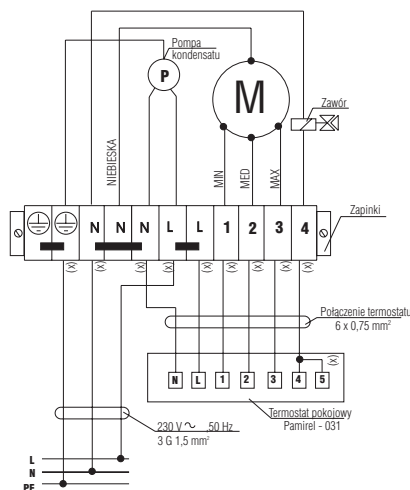 Pompa
kondensatu
P
M
Zawór
NIEBIESKA
MIN
MED
MAX
N N N L L 1 2 3 4
Zapinki
(x) (x) (x) (x) (x) (x) (x) (x) (x)
Połączenie termostatu
6 x 0,75 mm²
(x)
N L 1 2 3 4 5
Termostat pokojowy
Pamirel - 031
230 V ~ ,50 Hz
3 G 1,5 mm²
L
N
PE